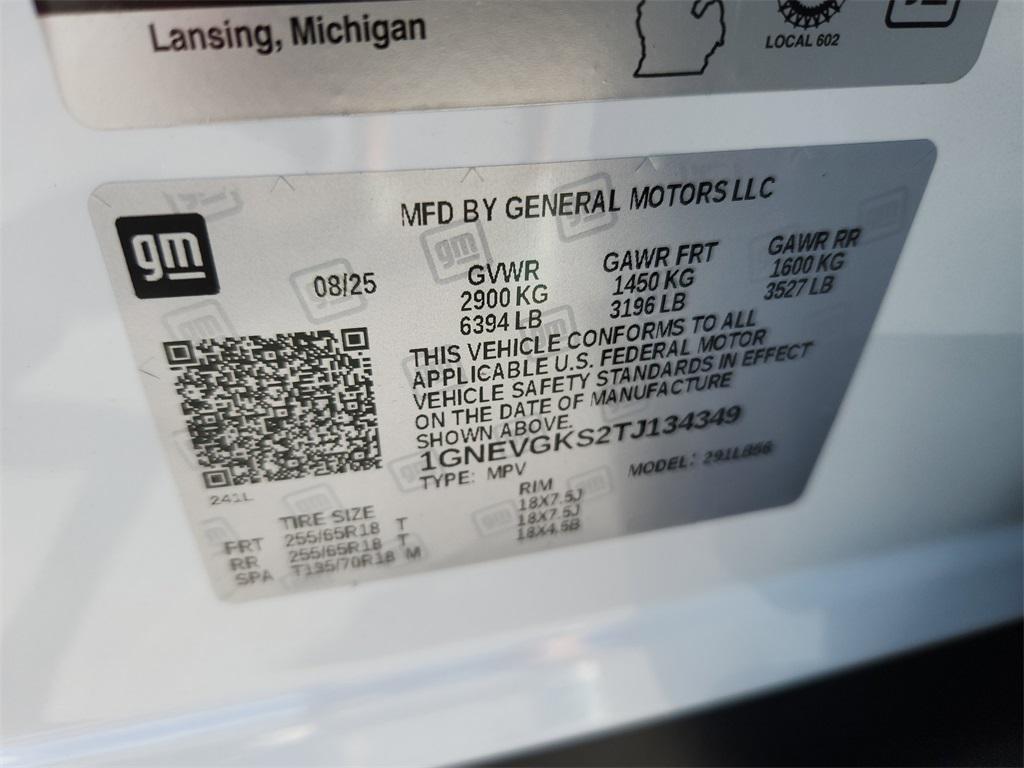 Lansing, Michigan
LOCAL 602
MFD BY GENERAL MOTORS LLC
gm
08/25
GVWR
2900 KG
6394 LB
GAWR FRT
1450 KG
3196 LB
GAWR RR
1600 KG
3527 LB
THIS VEHICLE CONFORMS TO ALL
APPLICABLE U.S. FEDERAL MOTOR
VEHICLE SAFETY STANDARDS IN EFFECT
ON THE DATE OF MANUFACTURE
SHOWN ABOVE.
1GNEVGKS2TJ134349
TYPE: MPV MODEL: 291LB56
241L
TIRE SIZE RIM
FRT 255/65R18 T 18X7.5J
RR 255/65R18 T 18X7.5J
SPA T135/70R18 M 18X4.5B